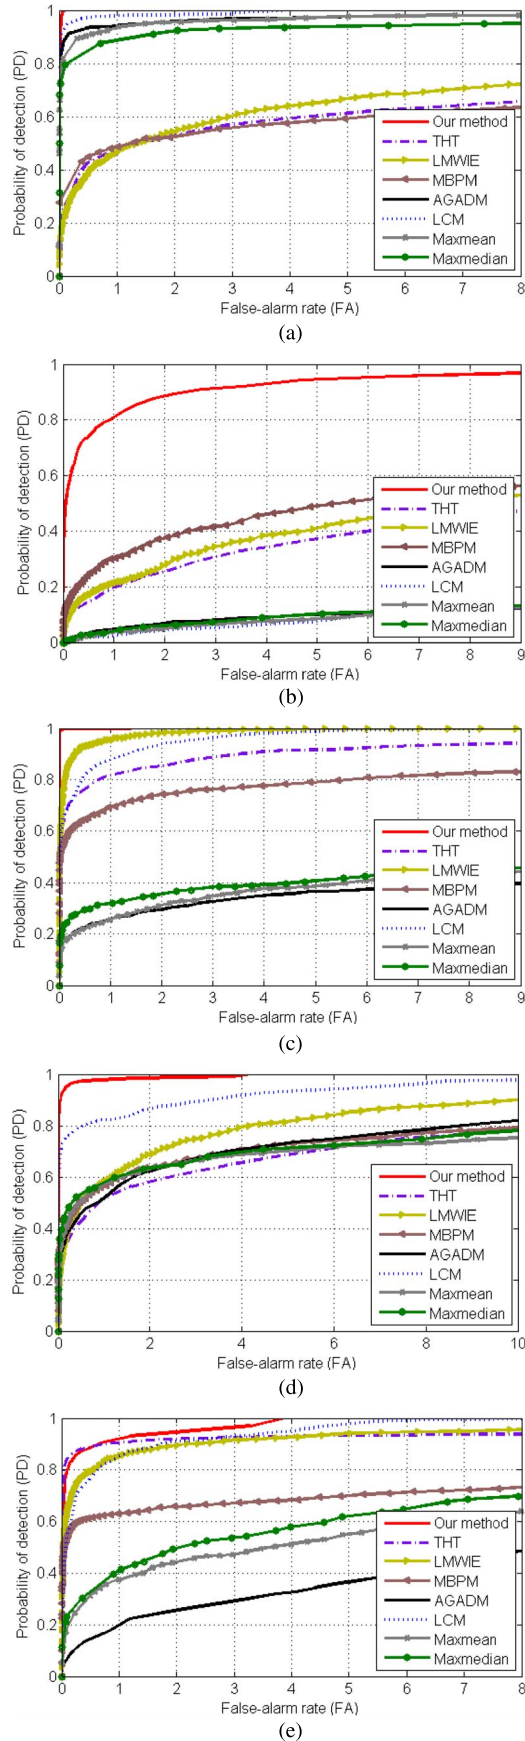 Probability of detection (PD)
1
0.8
0.6
0.4
0.2
0
0 1 2 3 4 5 6 7 8
Our method
THT
LMWIE
MBPM
AGADM
LCM
Maxmean
Maxmedian
False-alarm rate (FA)
(a)
Probability of detection (PD)
1
0.8
0.6
0.4
0.2
0
0 1 2 3 4 5 6 7 8 9
Our method
THT
LMWIE
MBPM
AGADM
LCM
Maxmean
Maxmedian
False-alarm rate (FA)
(b)
Probability of detection (PD)
1
0.8
0.6
0.4
0.2
0
0 1 2 3 4 5 6 7 8 9
Our method
THT
LMWIE
MBPM
AGADM
LCM
Maxmean
Maxmedian
False-alarm rate (FA)
(c)
Probability of detection (PD)
1
0.8
0.6
0.4
0.2
0
0 2 4 6 8 10
Our method
THT
LMWIE
MBPM
AGADM
LCM
Maxmean
Maxmedian
False-alarm rate (FA)
(d)
Probability of detection (PD)
1
0.8
0.6
0.4
0.2
0
0 1 2 3 4 5 6 7 8
Our method
THT
LMWIE
MBPM
AGADM
LCM
Maxmean
Maxmedian
False-alarm rate (FA)
(e)